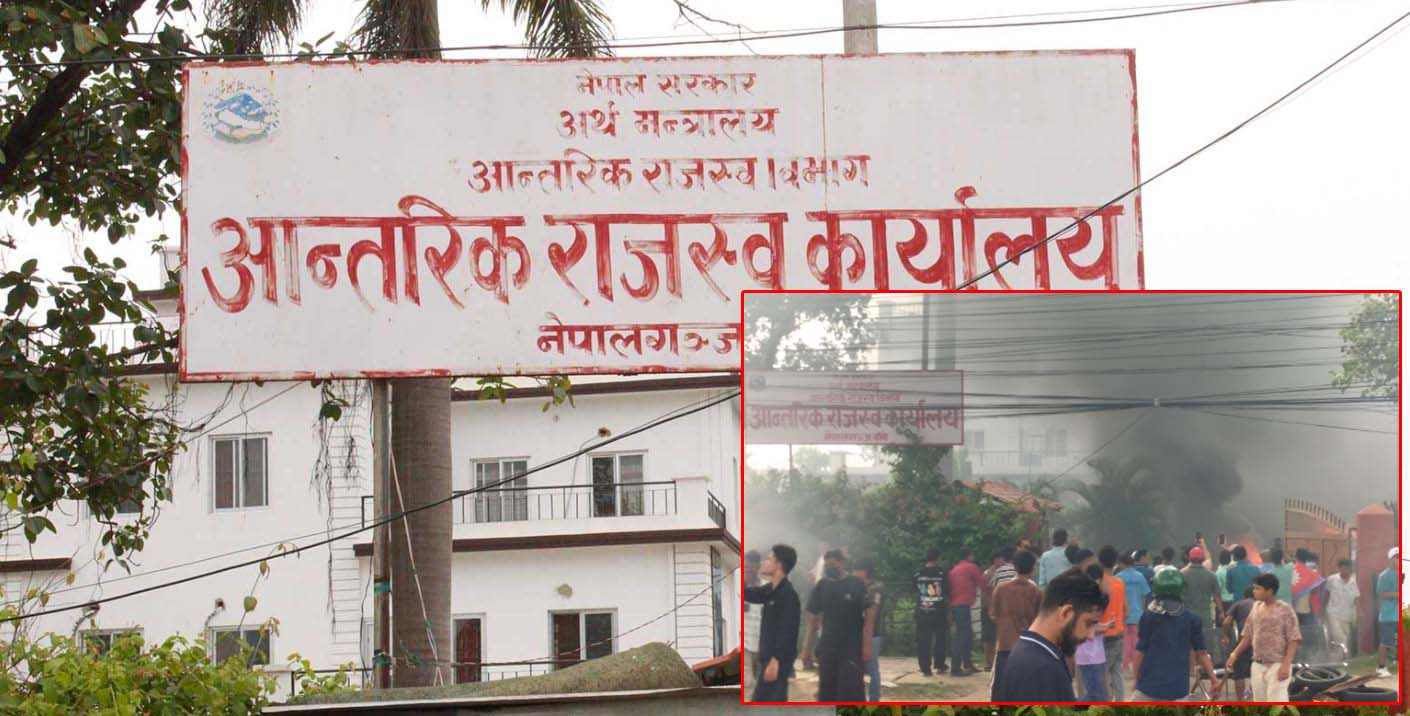 नेपाल सरकार
अर्थ मन्त्रालय
आन्तरिक राजस्व विभाग
आन्तरिक राजस्व कार्यालय
नेपालगञ्ज
आन्तरिक राजस्व कार्यालय